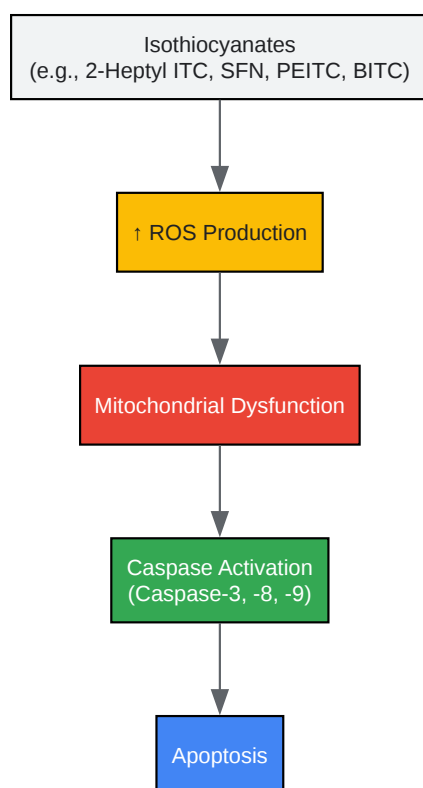 Isothiocyanates
(e.g., 2-Heptyl ITC, SFN, PEITC, BITC)
↑ ROS Production
Mitochondrial Dysfunction
Caspase Activation
(Caspase-3, -8, -9)
Apoptosis